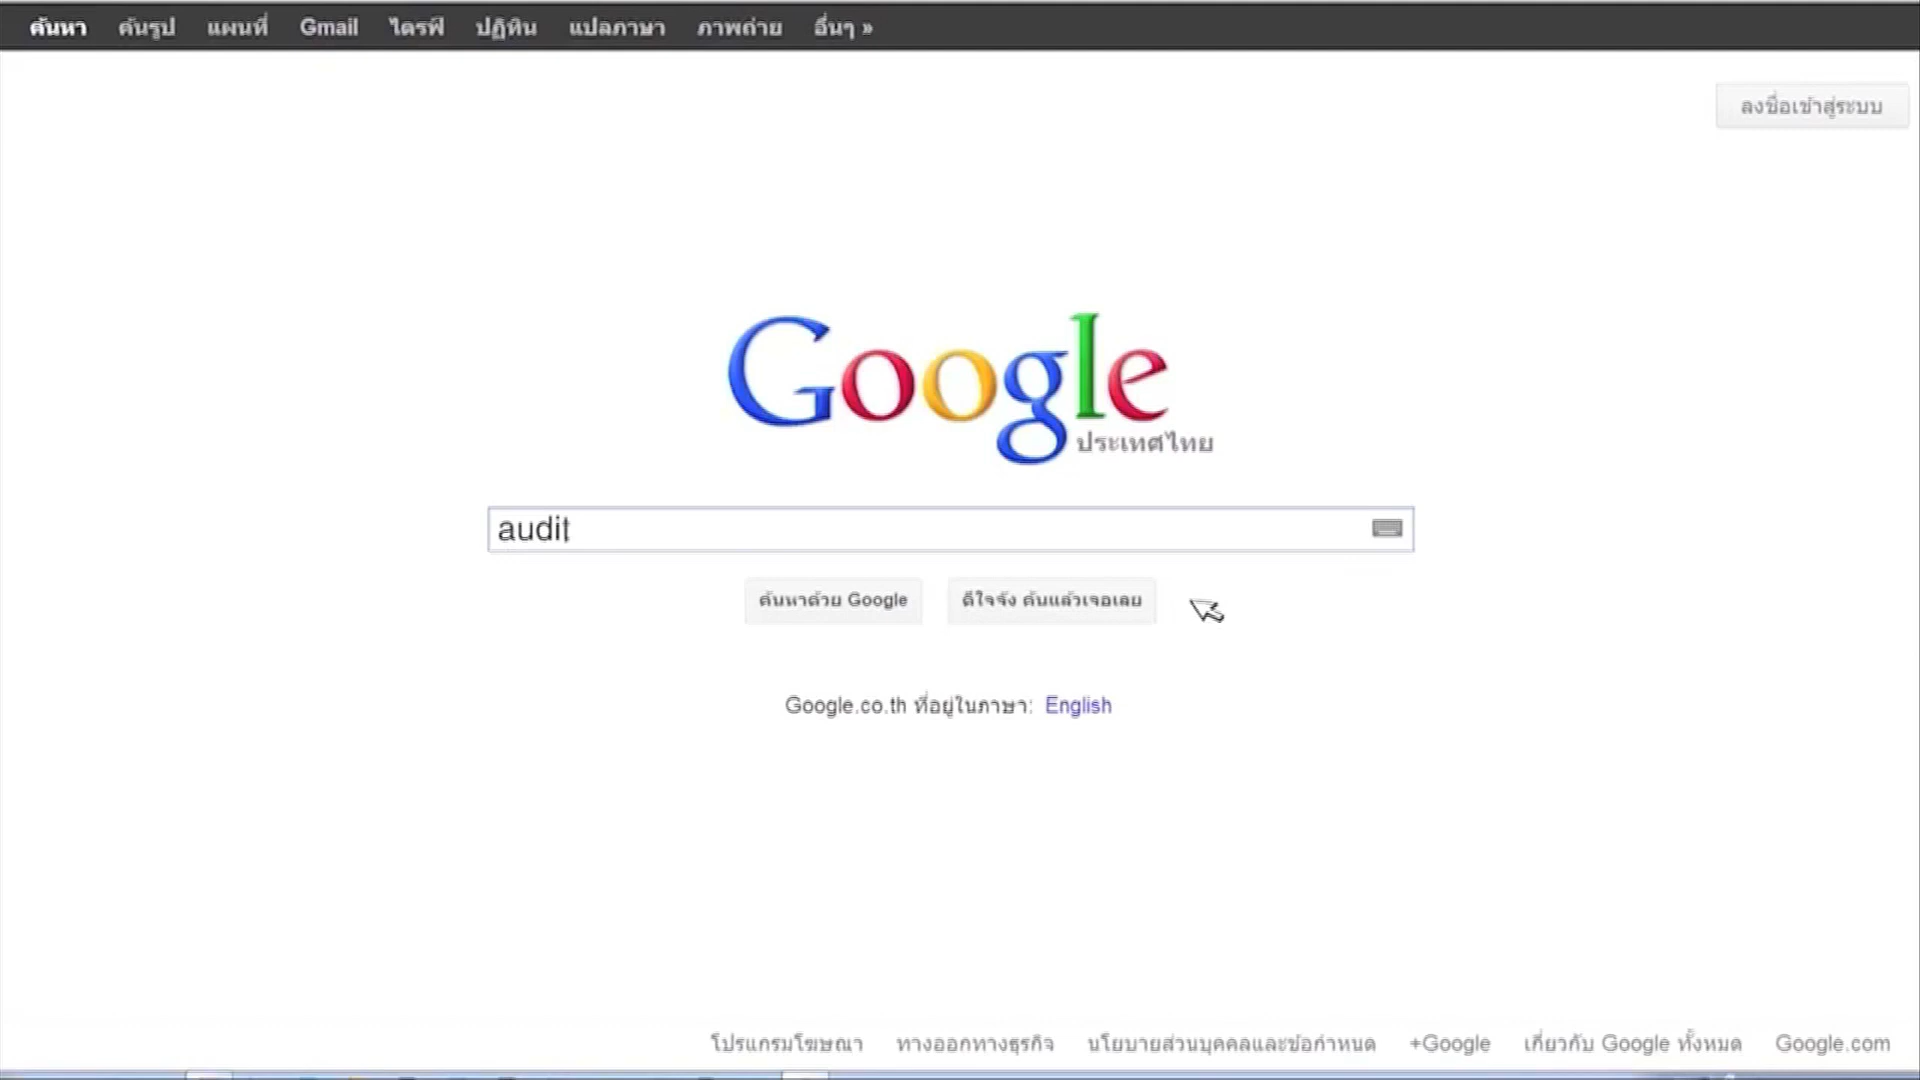 ค้นหา ค้นรูป แผนที่ Gmail ไดรฟ์ ปฏิทิน แปลภาษา ภาพถ่าย อื่นๆ »
ลงชื่อเข้าสู่ระบบ
Google
ประเทศไทย
audit
ค้นหาด้วย Google ดีใจจัง ค้นแล้วเจอเลย
Google.co.th ที่อยู่ในภาษา: English
โปรแกรมโฆษณา ทางออกทางธุรกิจ นโยบายส่วนบุคคลและข้อกำหนด +Google เกี่ยวกับ Google ทั้งหมด Google.com